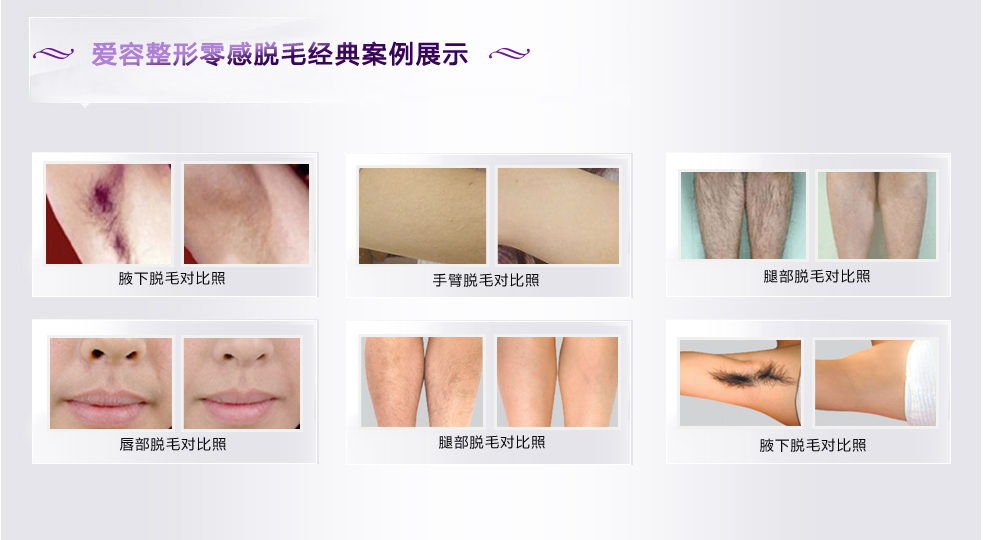 爱容整形零感脱毛经典案例展示
腋下脱毛对比照
手臂脱毛对比照
腿部脱毛对比照
唇部脱毛对比照
腿部脱毛对比照
腋下脱毛对比照